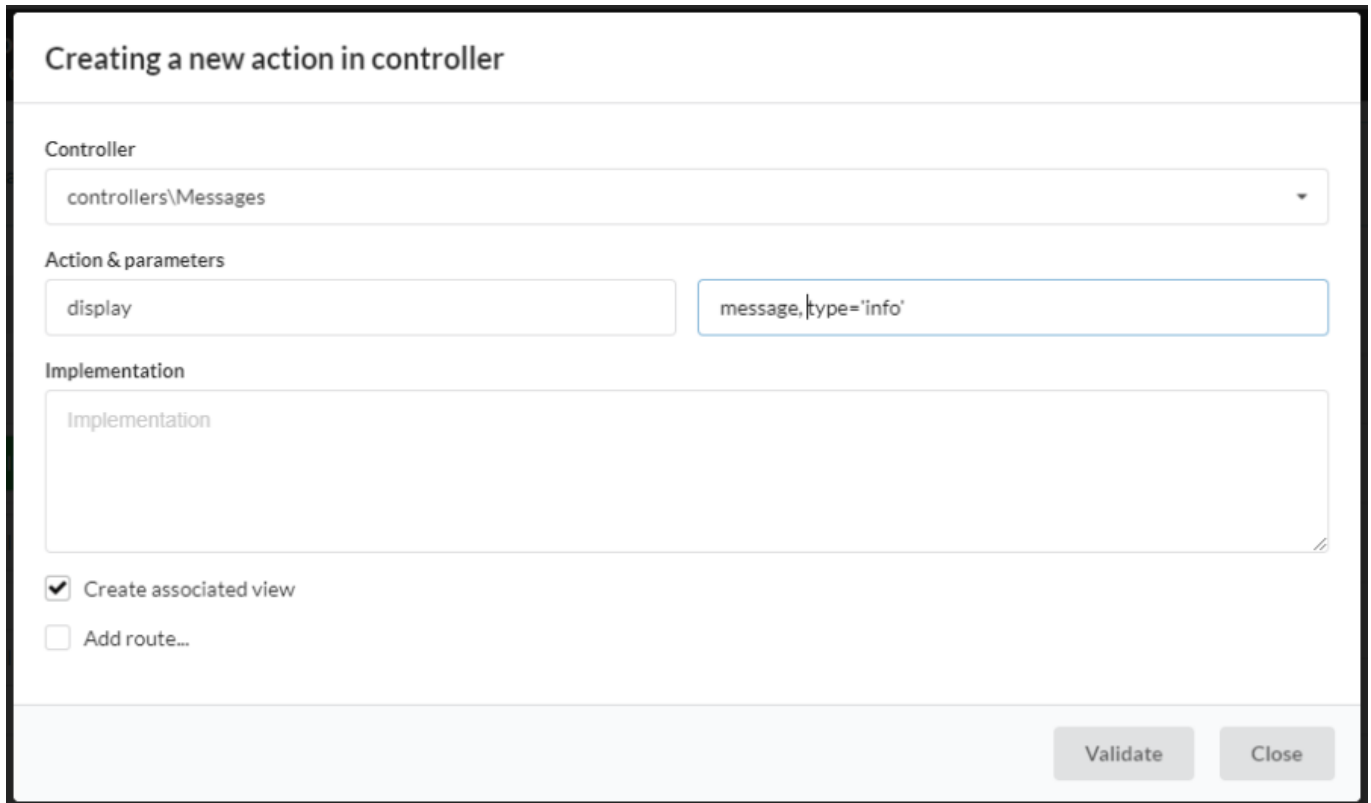 Creating a new action in controller
Controller
controllers\Messages
Action & parameters
display
message, type='info'
Implementation
Implementation
Create associated view
Add route...
Validate
Close